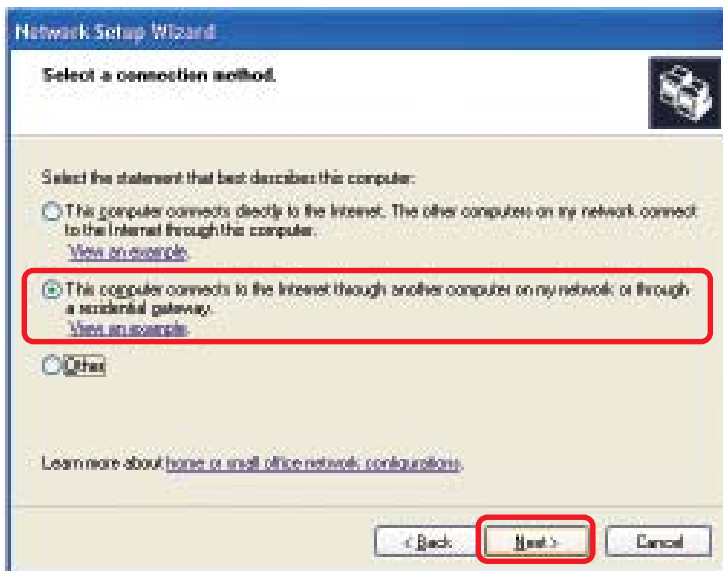 Network Setup Wizard
Select a connection method.
Select the statement that best describes this computer:
This computer connects directly to the Internet. The other computers on my network connect
to the Internet through this computer.
View an example.
This computer connects to the Internet through another computer on my network or through
a residential gateway.
View an example.
Other
Learn more about home or small office network configurations.
< Back
Next >
Cancel